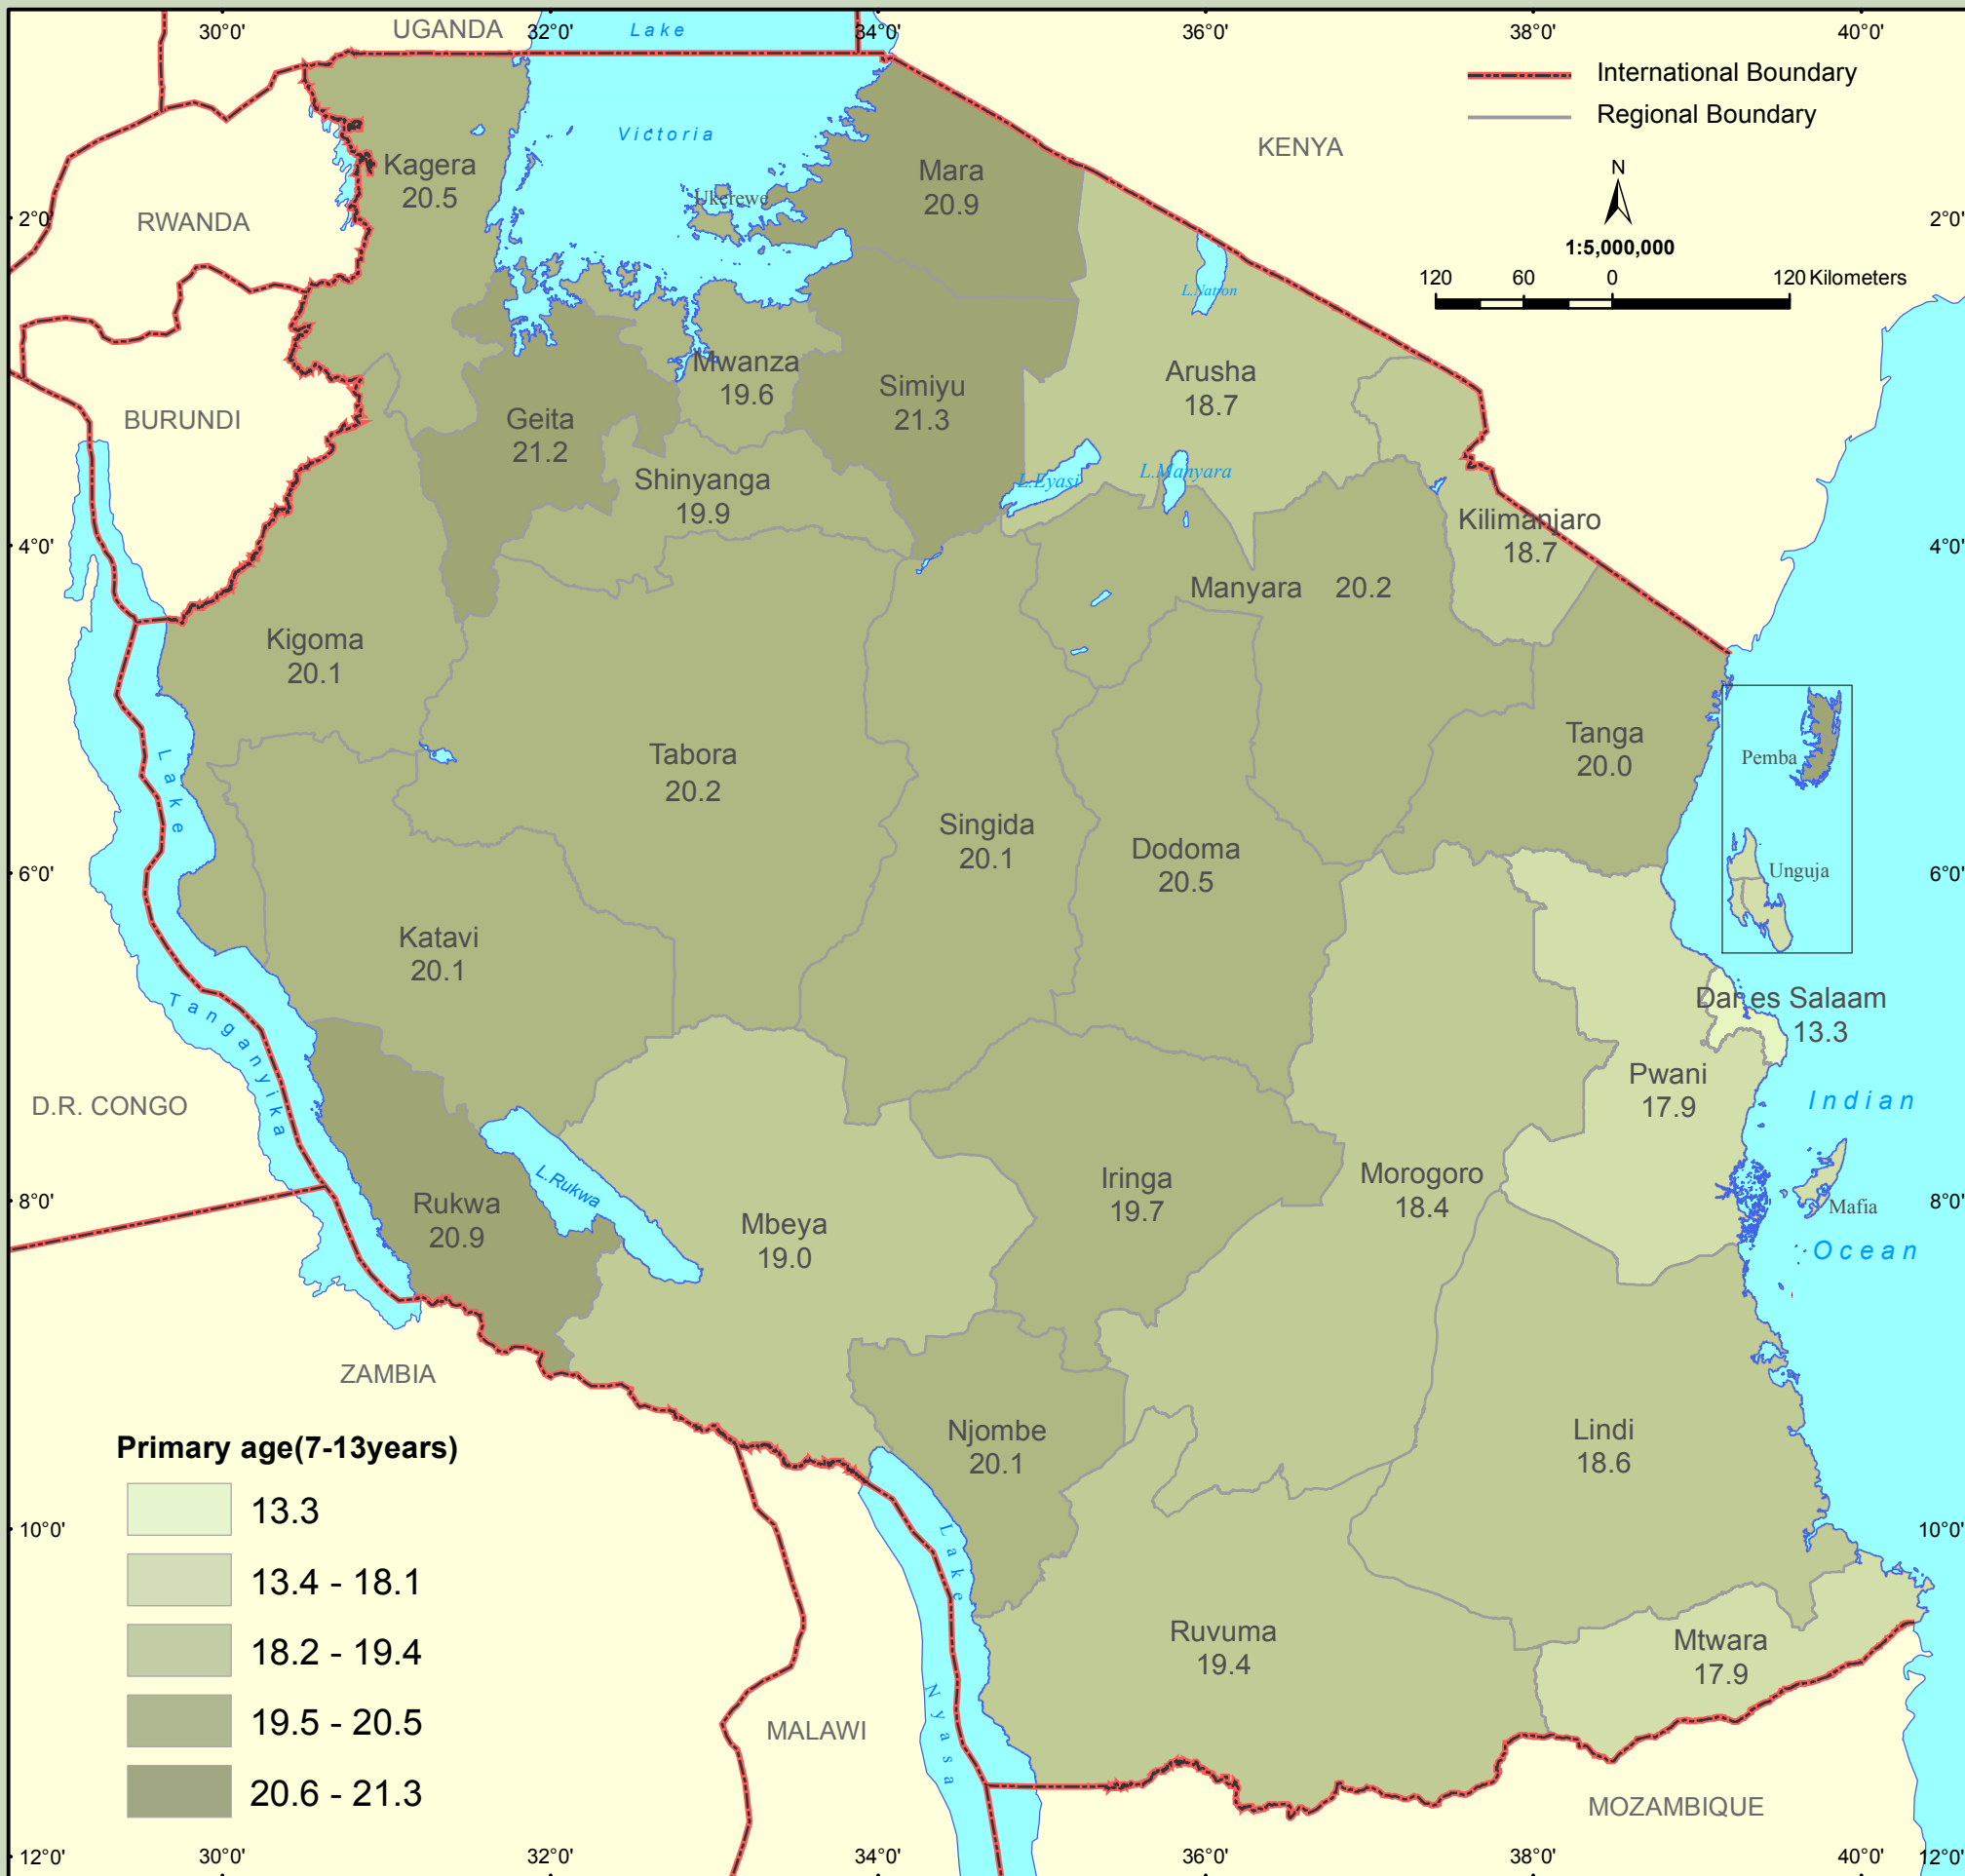 30°0'
UGANDA
32°0'
Lake
34°0'
36°0'
38°0'
40°0'
International Boundary
Regional Boundary
KENYA
N
1:5,000,000
120 60 0 120 Kilometers
Victoria
Kagera
20.5
Mara
20.9
Ukerewe
RWANDA
2°0'
2°0'
L.Natron
Mwanza
19.6
Simiyu
21.3
Arusha
18.7
BURUNDI
Geita
21.2
Shinyanga
19.9
L.Eyasi
L.Manyara
Kilimanjaro
18.7
4°0'
4°0'
Manyara 20.2
Kigoma
20.1
Tabora
20.2
Tanga
20.0
Pemba
Lake
Tanganyika
Singida
20.1
Dodoma
20.5
6°0'
6°0'
Unguja
Katavi
20.1
Dar es Salaam
13.3
Pwani
17.9
D.R. CONGO
Indian
Ocean
Iringa
19.7
Morogoro
18.4
L.Rukwa
Rukwa
20.9
Mbeya
19.0
8°0'
8°0'
Mafia
ZAMBIA
Njombe
20.1
Lindi
18.6
Primary age(7-13years)
13.3
13.4 - 18.1
18.2 - 19.4
19.5 - 20.5
20.6 - 21.3
10°0'
10°0'
Lake
Nyasa
Ruvuma
19.4
Mtwara
17.9
MALAWI
MOZAMBIQUE
12°0'
30°0'
32°0'
34°0'
36°0'
38°0'
40°0'
12°0'